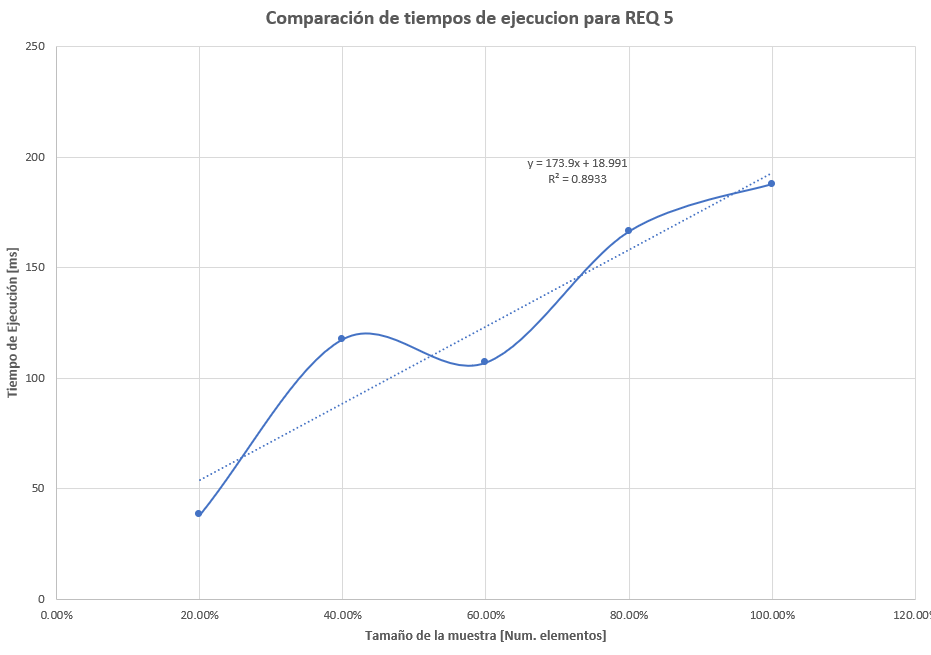 Comparación de tiempos de ejecucion para REQ 5
250
200
150
100
50
0
y = 173.9x + 18.991
R² = 0.8933
Tiempo de Ejecución [ms]
0.00% 20.00% 40.00% 60.00% 80.00% 100.00% 120.00%
Tamaño de la muestra [Num. elementos]